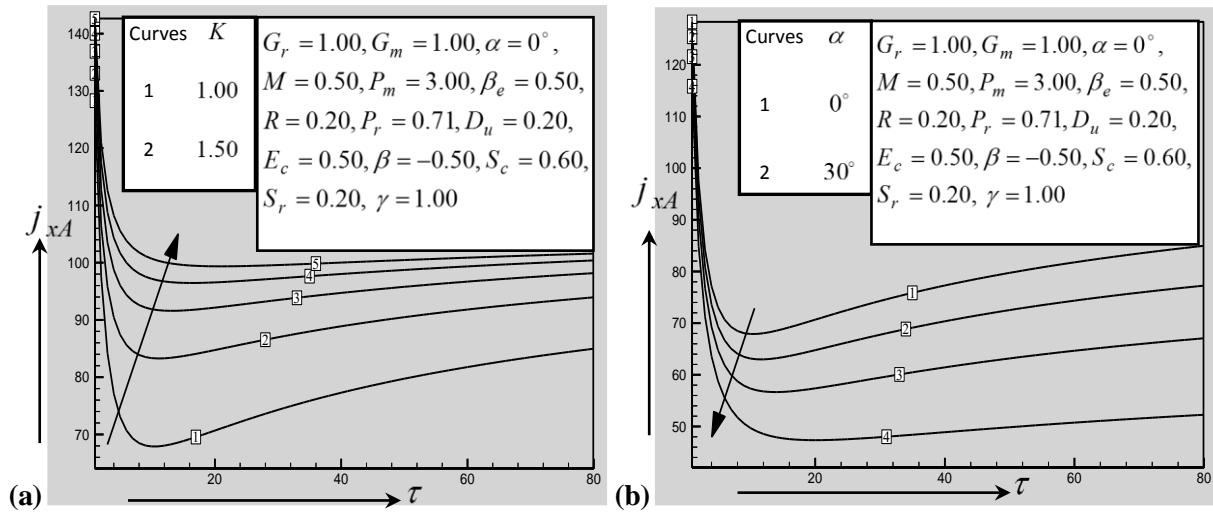 Curves K
1 1.00
2 1.50
G_r = 1.00, G_m = 1.00, α = 0°,
M = 0.50, P_m = 3.00, β_e = 0.50,
R = 0.20, P_r = 0.71, D_u = 0.20,
E_c = 0.50, β = −0.50, S_c = 0.60,
S_r = 0.20, γ = 1.00
140
130
120
110
100
90
80
70
j_xA
5
4
3
2
1
20 40 60 80
τ
(a)
Curves α
1 0°
2 30°
G_r = 1.00, G_m = 1.00, α = 0°,
M = 0.50, P_m = 3.00, β_e = 0.50,
R = 0.20, P_r = 0.71, D_u = 0.20,
E_c = 0.50, β = −0.50, S_c = 0.60,
S_r = 0.20, γ = 1.00
120
110
100
90
80
70
60
50
j_xA
1
2
3
4
20 40 60 80
τ
(b)